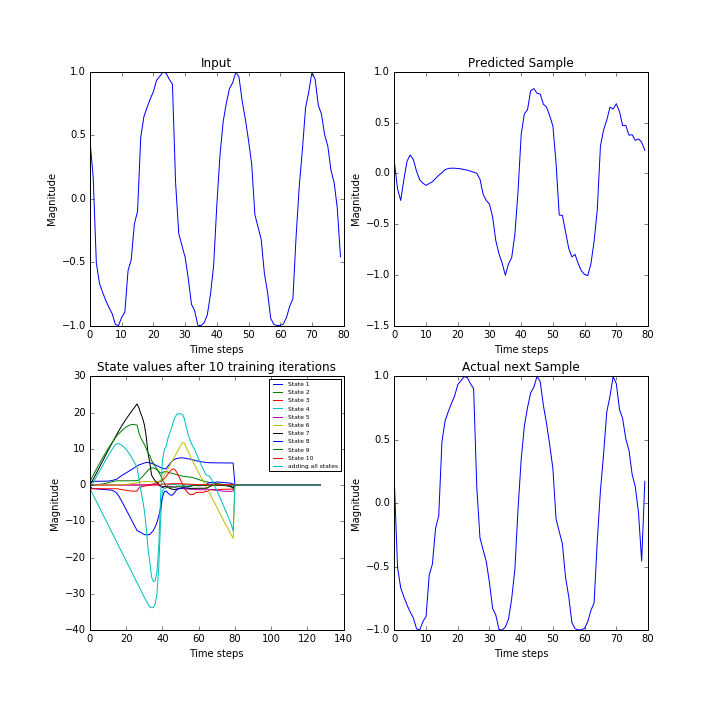 Input
Magnitude
1.0
0.5
0.0
−0.5
−1.0
0 10 20 30 40 50 60 70 80
Time steps
Predicted Sample
Magnitude
1.0
0.5
0.0
−0.5
−1.0
−1.5
0 10 20 30 40 50 60 70 80
Time steps
State values after 10 training iterations
Magnitude
30
20
10
0
−10
−20
−30
−40
0 20 40 60 80 100 120 140
Time steps
State 1
State 2
State 3
State 4
State 5
State 6
State 7
State 8
State 9
State 10
adding all states
Actual next Sample
Magnitude
1.0
0.5
0.0
−0.5
−1.0
0 10 20 30 40 50 60 70 80
Time steps